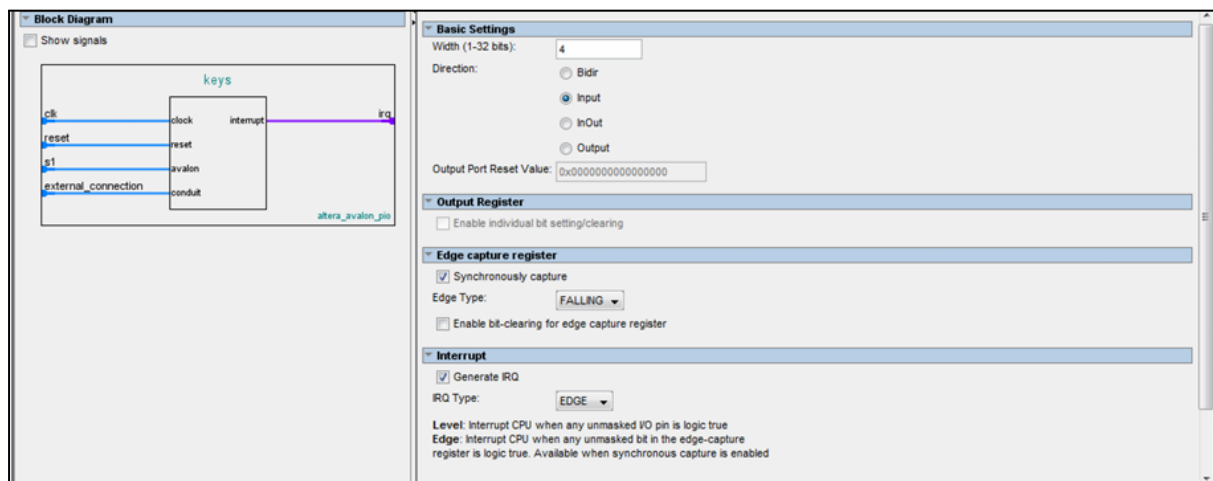 Block Diagram
Show signals
keys
clk
clock
interrupt
irq
reset
reset
s1
avalon
external_connection
conduit
altera_avalon_pio
Basic Settings
Width (1-32 bits): 4
Direction:
Bidir
Input
InOut
Output
Output Port Reset Value: 0x0000000000000000
Output Register
Enable individual bit setting/clearing
Edge capture register
Synchronously capture
Edge Type: FALLING
Enable bit-clearing for edge capture register
Interrupt
Generate IRQ
IRQ Type: EDGE
Level: Interrupt CPU when any unmasked I/O pin is logic true
Edge: Interrupt CPU when any unmasked bit in the edge-capture
register is logic true. Available when synchronous capture is enabled